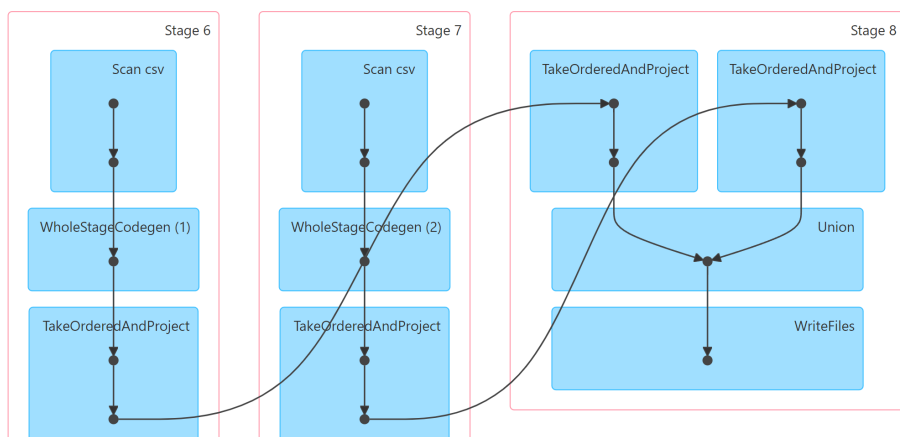 Stage 6
Scan csv
WholeStageCodegen (1)
TakeOrderedAndProject
Stage 7
Scan csv
WholeStageCodegen (2)
TakeOrderedAndProject
Stage 8
TakeOrderedAndProject
TakeOrderedAndProject
Union
WriteFiles